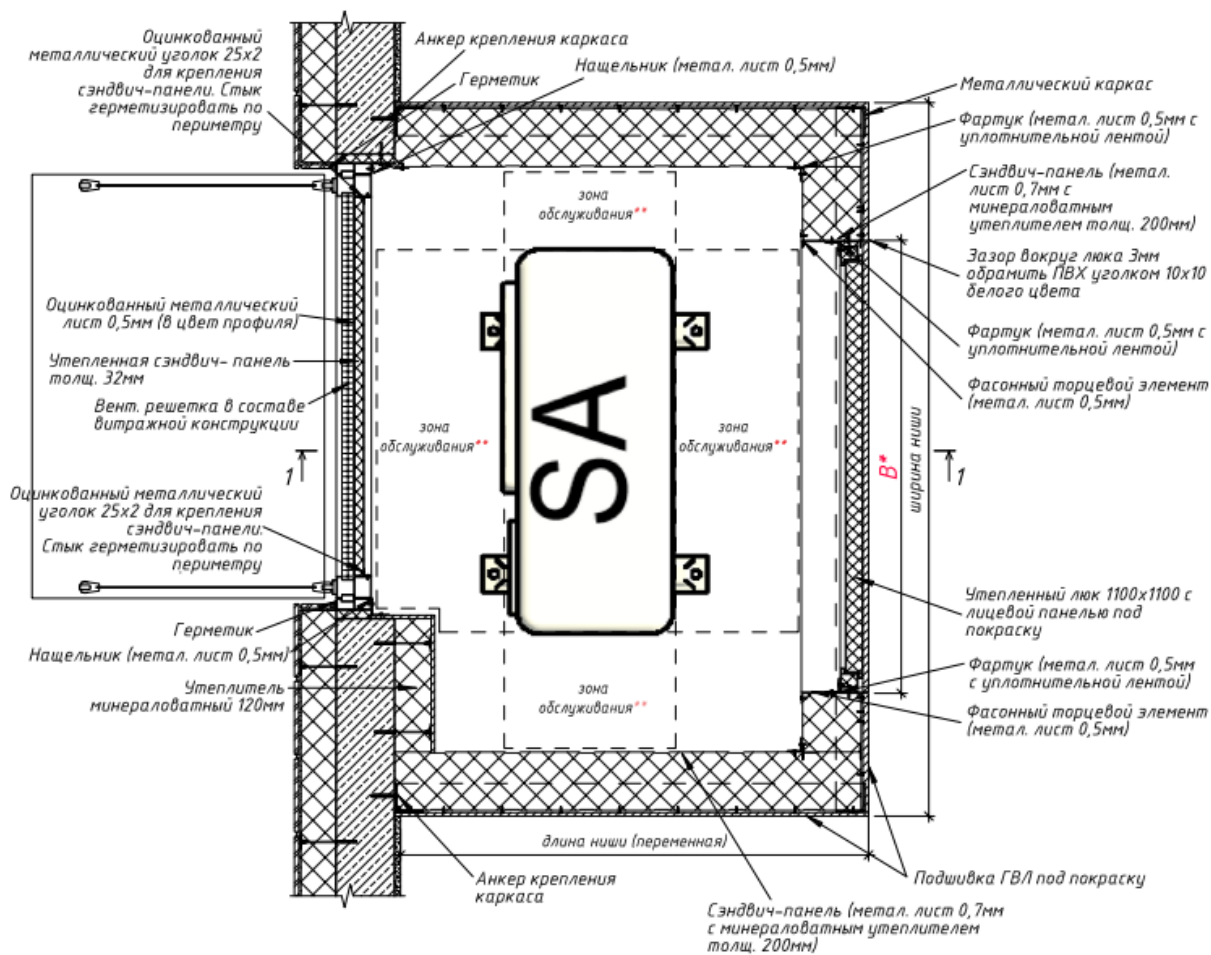 Оцинкованный
металлический уголок 25x2
для крепления
сэндвич-панели. Стык
герметизировать по
периметру
Анкер крепления каркаса
Герметик
Нащельник (метал. лист 0,5мм)
Металлический каркас
Фартук (метал. лист 0,5мм с
уплотнительной лентой)
Сэндвич-панель (метал.
лист 0,7мм с
минераловатным
утеплителем толщ. 200мм)
Зазор вокруг люка 3мм
обрамить ПВХ уголком 10x10
белого цвета
Фартук (метал. лист 0,5мм с
уплотнительной лентой)
Фасонный торцевой элемент
(метал. лист 0,5мм)
зона
обслуживания**
Оцинкованный металлический
лист 0,5мм (в цвет профиля)
Утепленная сэндвич- панель
толщ. 32мм
Вент. решетка в составе
витражной конструкции
зона
обслуживания**
SA
зона
обслуживания**
В*
ширина ниши
1
1
Оцинкованный металлический
уголок 25x2 для крепления
сэндвич-панели.
Стык герметизировать по
периметру
Утепленный люк 1100x1100 с
лицевой панелью под
покраску
Герметик
Нащельник (метал. лист 0,5мм)
Утеплитель
минераловатный 120мм
зона
обслуживания**
Фартук (метал. лист 0,5мм
с уплотнительной лентой)
Фасонный торцевой элемент
(метал. лист 0,5мм)
длина ниши (переменная)
Анкер крепления
каркаса
Подшивка ГВЛ под покраску
Сэндвич-панель (метал. лист 0,7мм
с минераловатным утеплителем
толщ. 200мм)